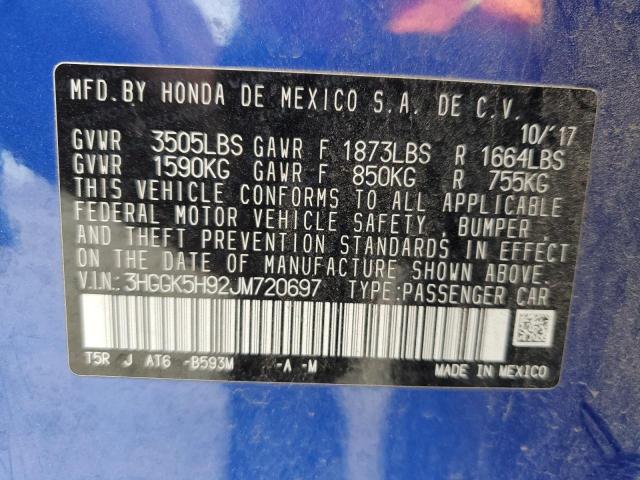 MFD. BY HONDA DE MEXICO S.A. DE C.V.
10/'17
GVWR 3505LBS GAWR F 1873LBS R 1664LBS
GVWR 1590KG GAWR F 850KG R 755KG
THIS VEHICLE CONFORMS TO ALL APPLICABLE
FEDERAL MOTOR VEHICLE SAFETY, BUMPER,
AND THEFT PREVENTION STANDARDS IN EFFECT
ON THE DATE OF MANUFACTURE SHOWN ABOVE.
V.I.N.: 3HGGK5H92JM720697 TYPE: PASSENGER CAR
T5R J AT6 -B593M -A -M
MADE IN MEXICO